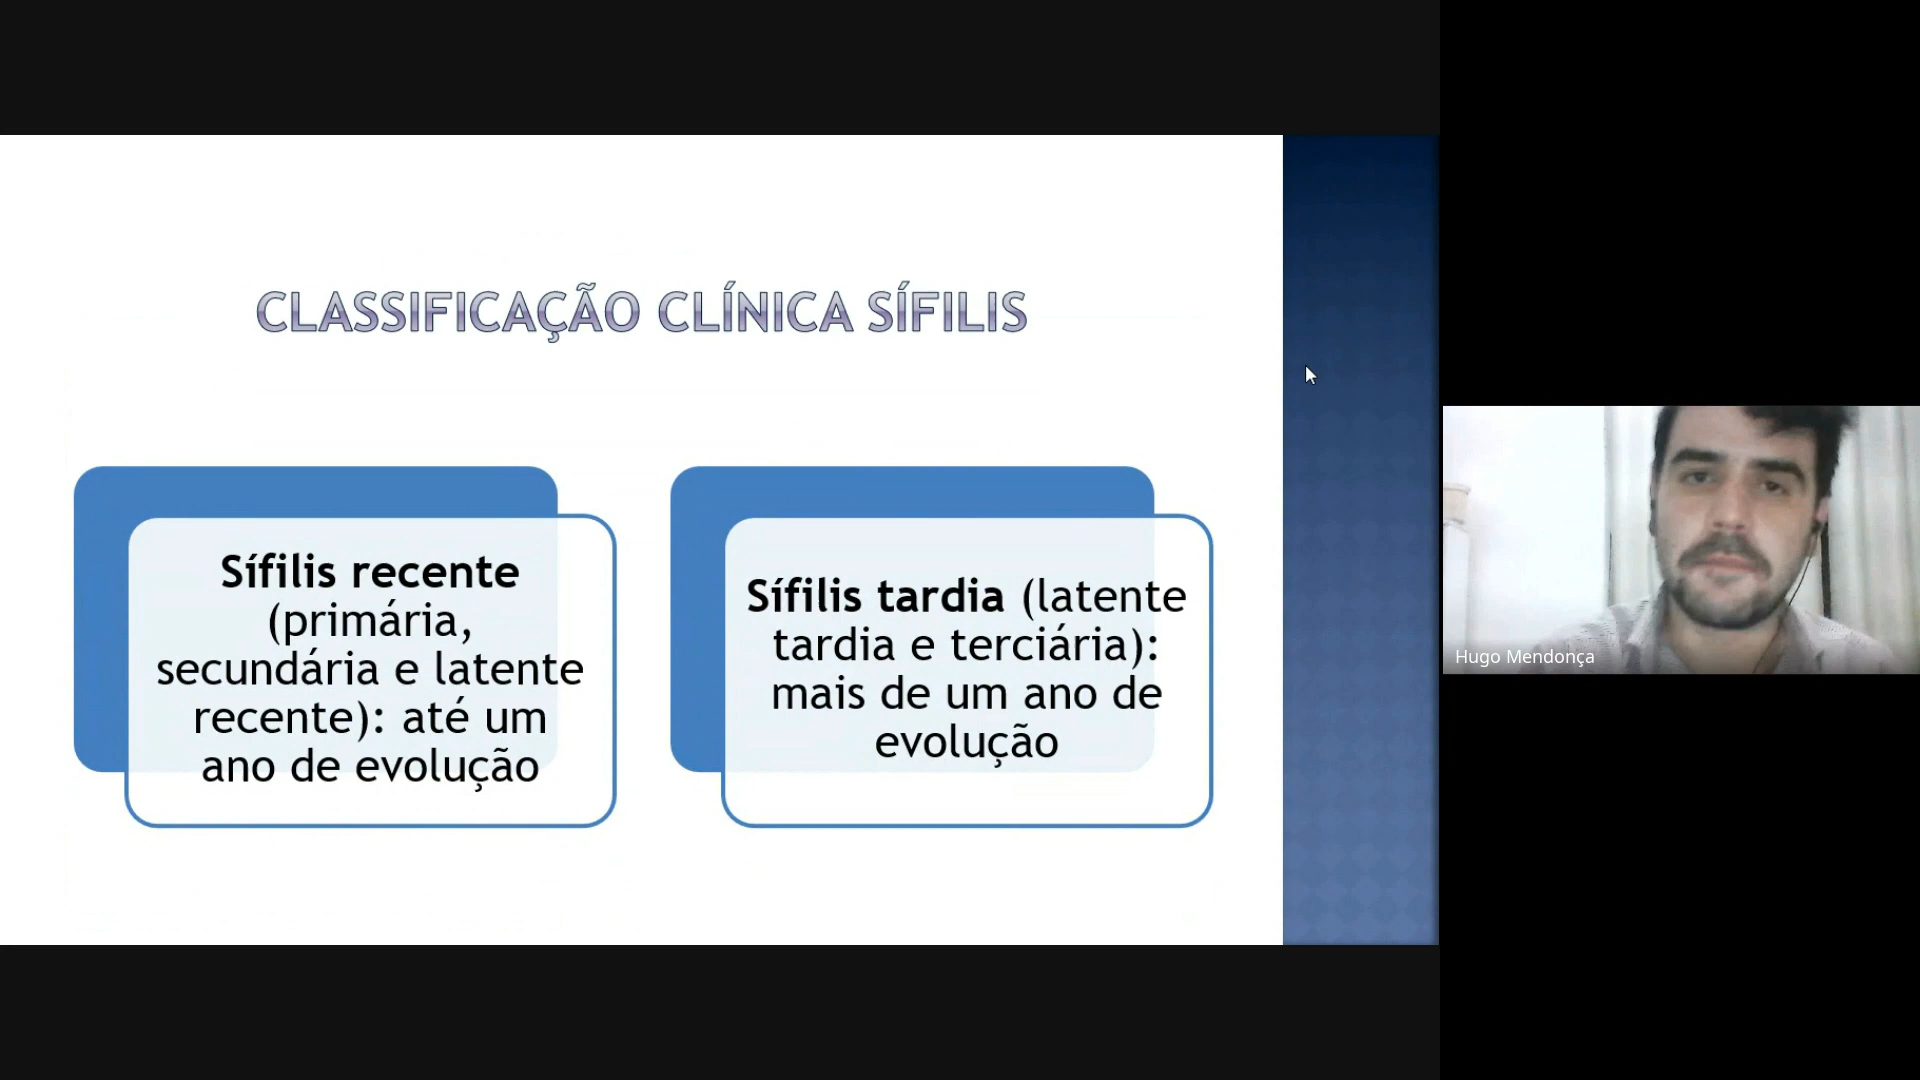 CLASSIFICAÇÃO CLÍNICA SÍFILIS
Sífilis recente
(primária,
secundária e latente
recente): até um
ano de evolução
Sífilis tardia (latente
tardia e terciária):
mais de um ano de
evolução
Hugo Mendonça